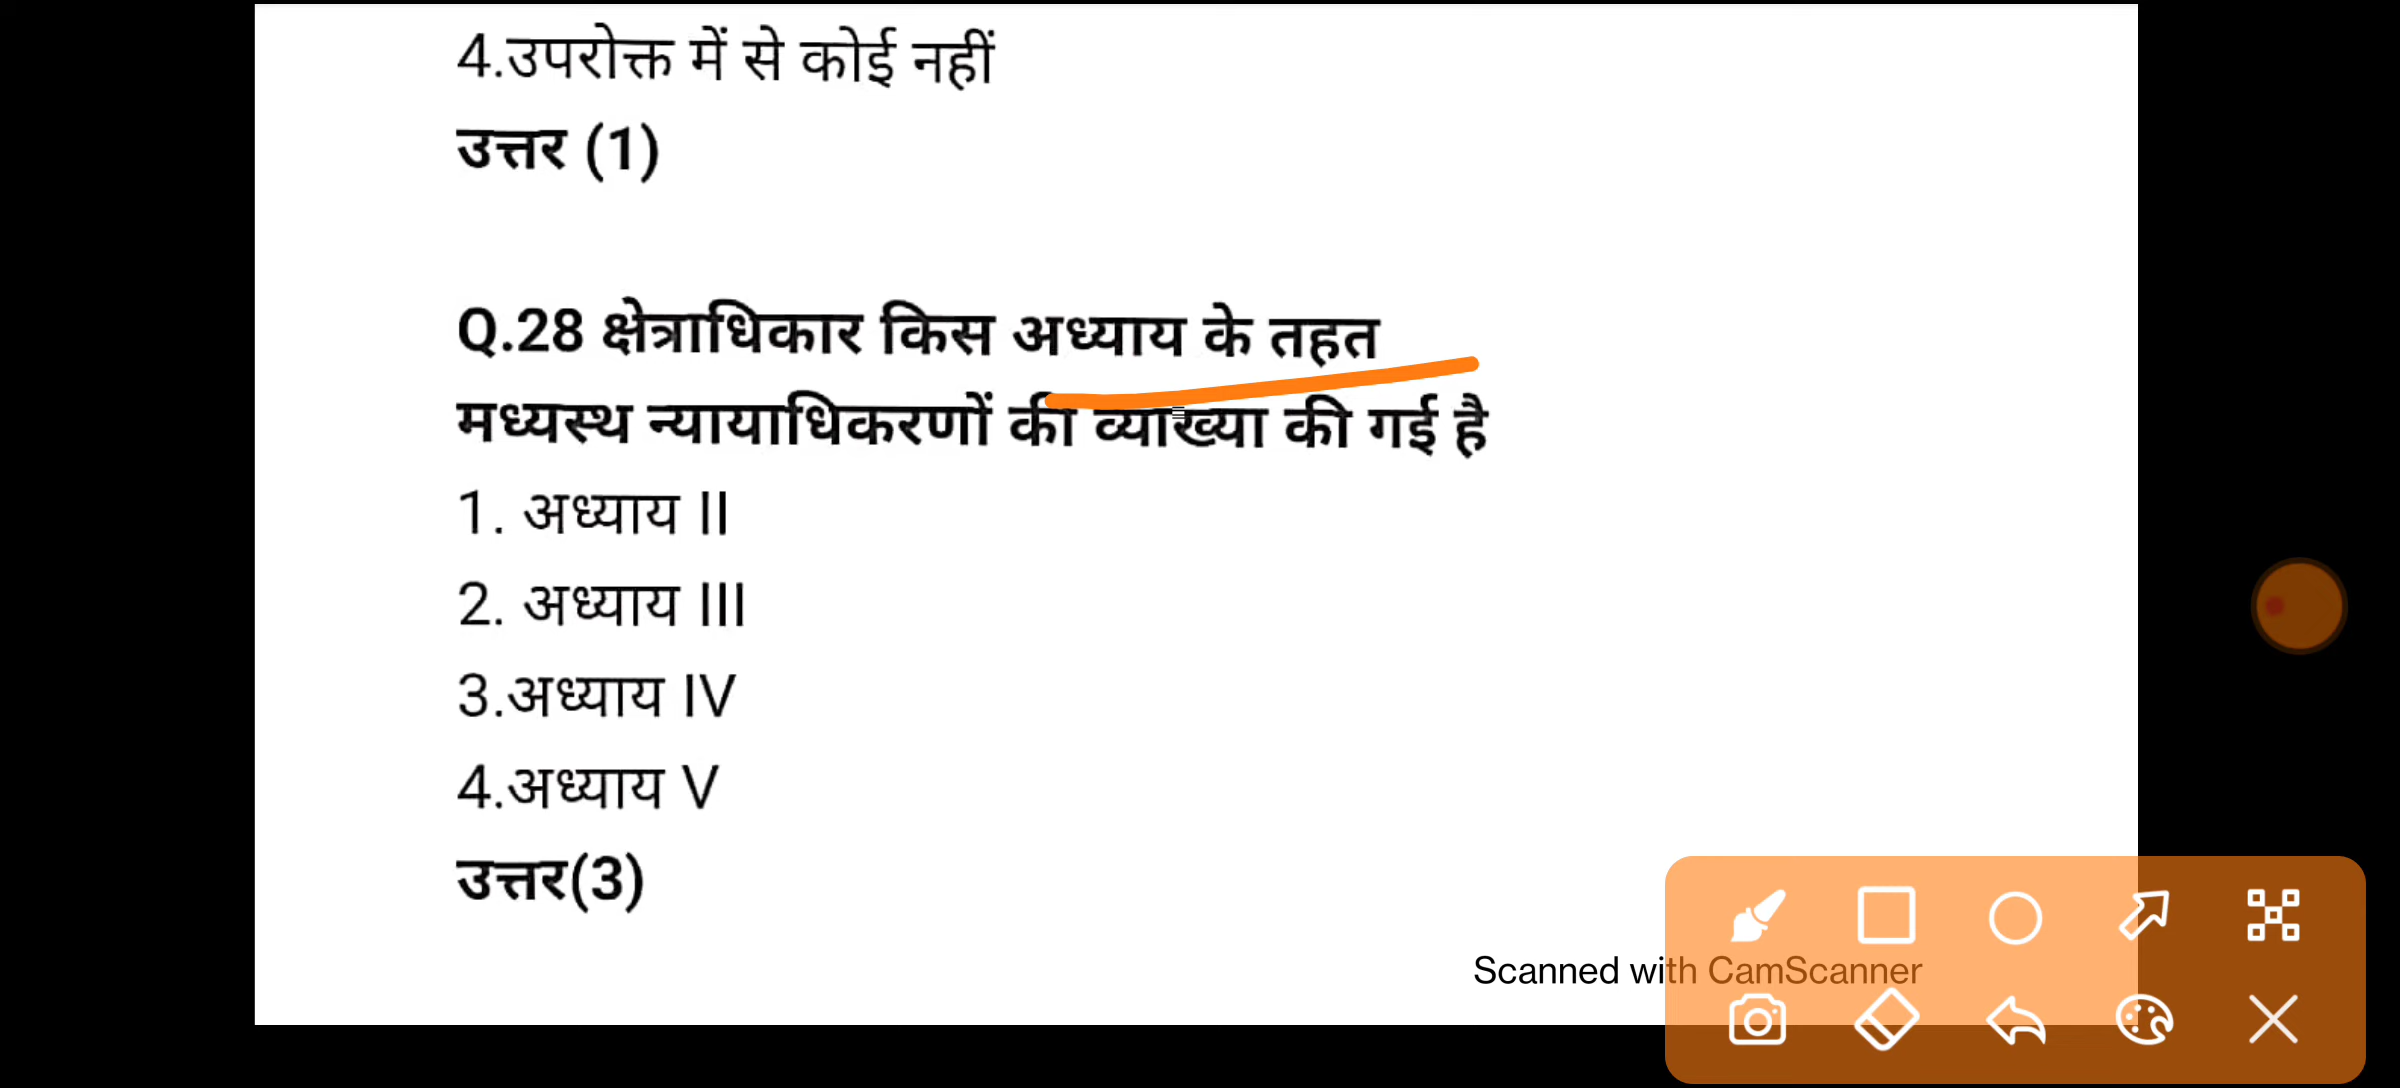 4.उपरोक्त में से कोई नहीं
उत्तर (1)
Q.28 क्षेत्राधिकार किस अध्याय के तहत
मध्यस्थ न्यायाधिकरणों की व्याख्या की गई है
1. अध्याय II
2. अध्याय III
3.अध्याय IV
4.अध्याय V
उत्तर(3)
Scanned with CamScanner